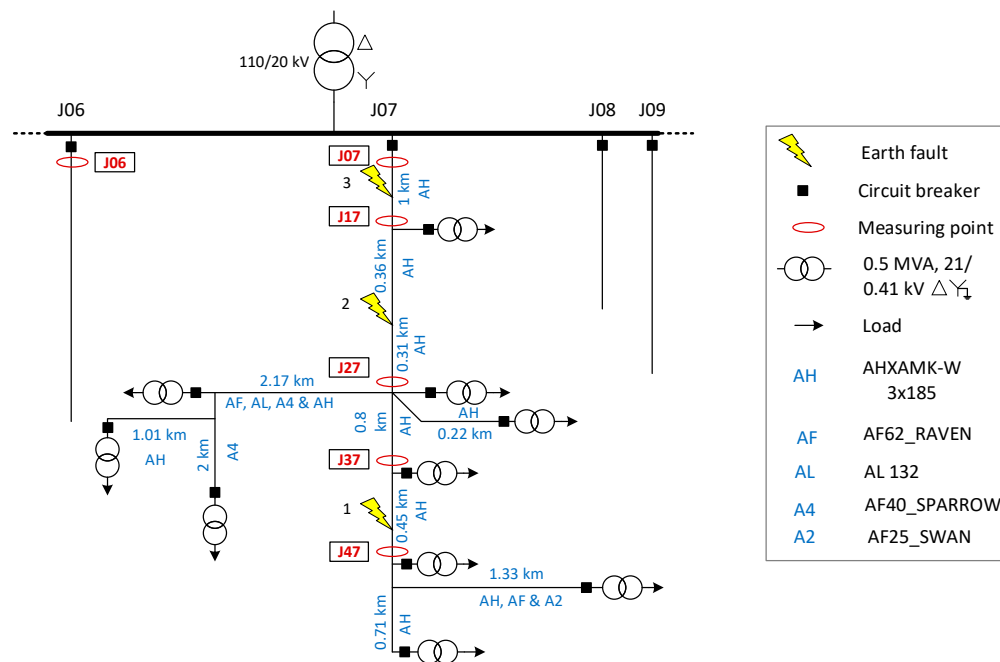 110/20 kV
J06
J07
J08
J09
J06
J07
3
1 km
AH
J17
0.36 km
AH
2
0.31 km
AH
J27
2.17 km
AF, AL, A4 & AH
0.8
km
AH
AH
0.22 km
1.01 km
AH
2 km
A4
J37
1
0.45 km
AH
J47
1.33 km
AH, AF & A2
0.71 km
AH
Earth fault
Circuit breaker
Measuring point
0.5 MVA, 21/
0.41 kV
Load
AH
AHXAMK-W
3x185
AF
AF62_RAVEN
AL
AL 132
A4
AF40_SPARROW
A2
AF25_SWAN